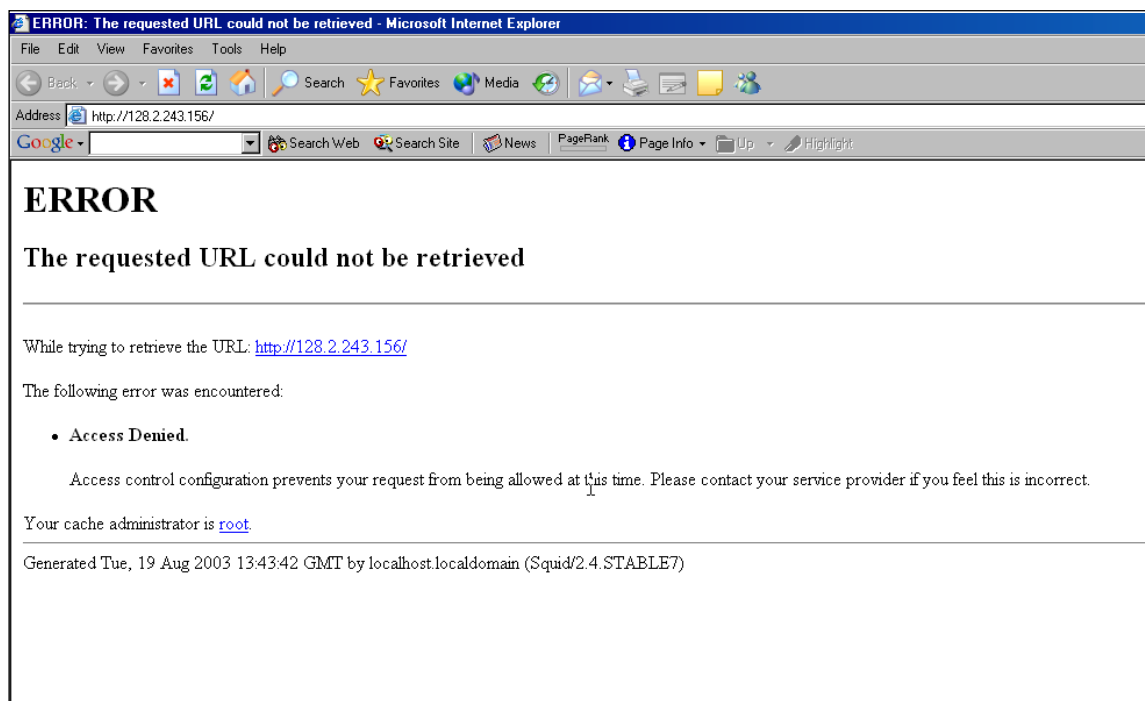 ERROR: The requested URL could not be retrieved - Microsoft Internet Explorer
File Edit View Favorites Tools Help
Back Search Favorites Media
Address http://128.2.243.156/
Google Search Web Search Site News PageRank Page Info Up Highlight
ERROR
The requested URL could not be retrieved
While trying to retrieve the URL: http://128.2.243.156/
The following error was encountered:
• Access Denied.
Access control configuration prevents your request from being allowed at this time. Please contact your service provider if you feel this is incorrect.
Your cache administrator is root.
Generated Tue, 19 Aug 2003 13:43:42 GMT by localhost.localdomain (Squid/2.4.STABLE7)